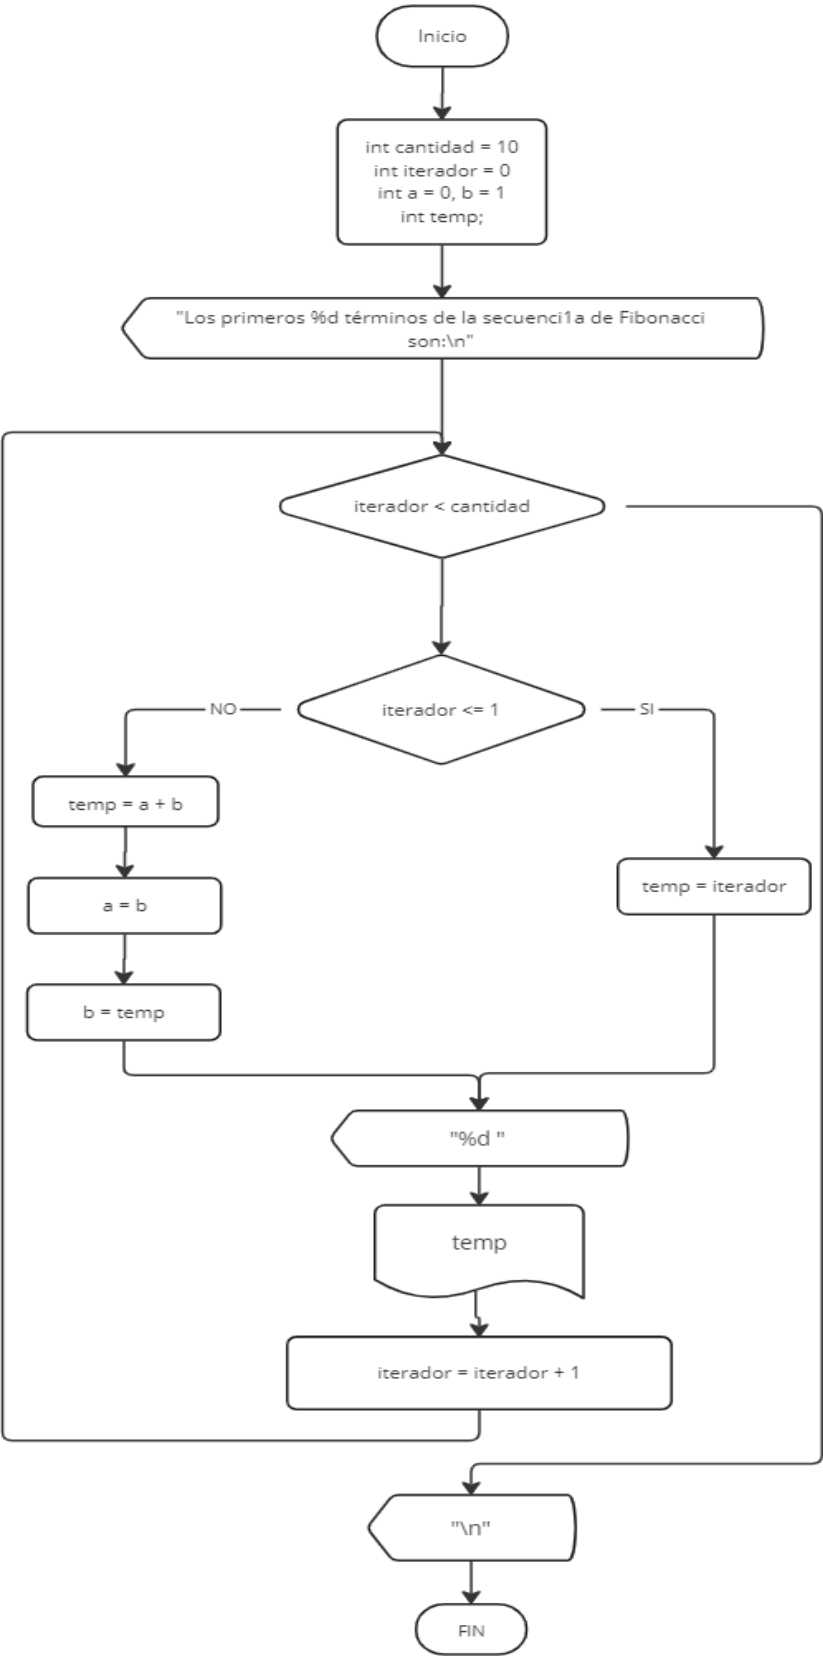 Inicio
int cantidad = 10
int iterador = 0
int a = 0, b = 1
int temp;
"Los primeros %d términos de la secuenci1a de Fibonacci
son:\n"
iterador < cantidad
NO
iterador <= 1
SI
temp = a + b
temp = iterador
a = b
b = temp
"%d "
temp
iterador = iterador + 1
"\n"
FIN